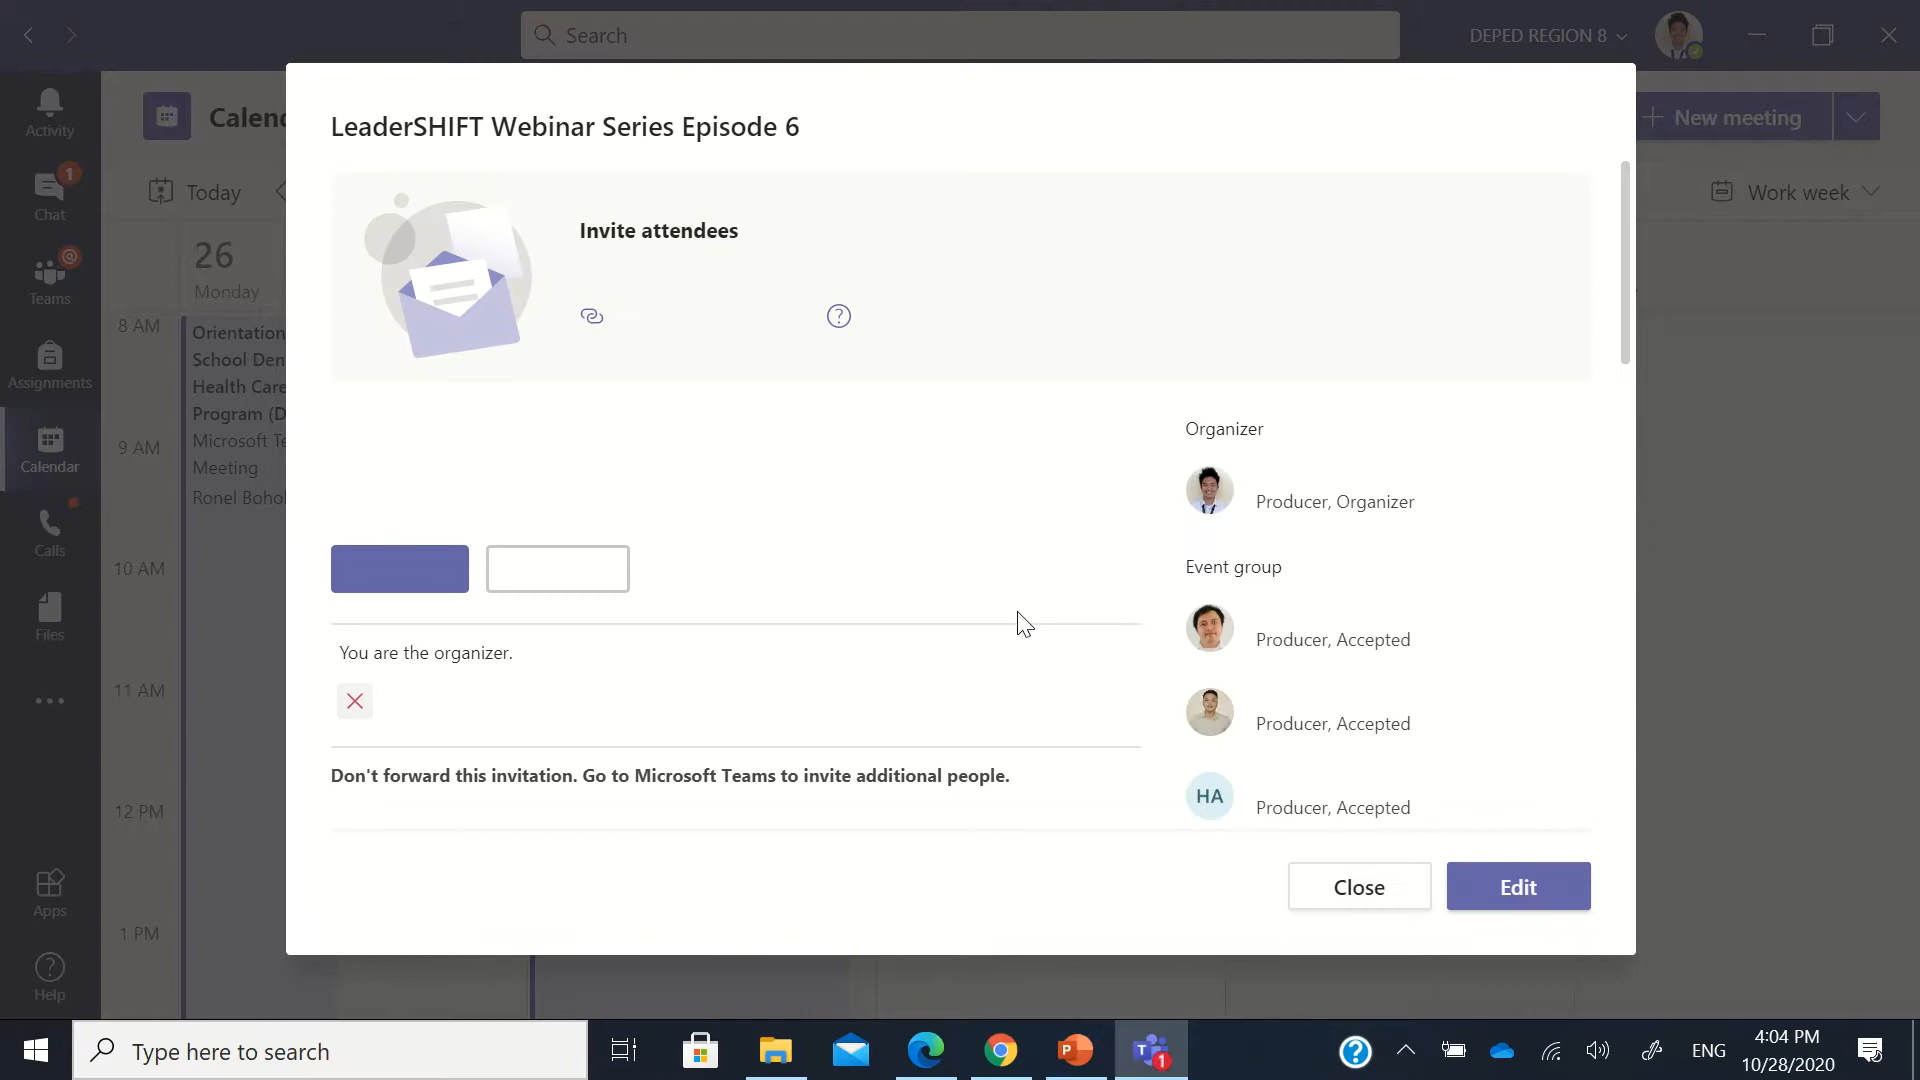 Search
DEPED REGION 8
Activity
Chat
1
Teams
@
Assignments
Calendar
Calls
Files
Apps
Help
Calen
New meeting
Today
Work week
26
Monday
8 AM
9 AM
10 AM
11 AM
12 PM
1 PM
Orientation
School Den
Health Care
Program (D
Microsoft Te
Meeting
Ronel Bohol
LeaderSHIFT Webinar Series Episode 6
Invite attendees
?
You are the organizer.
Don't forward this invitation. Go to Microsoft Teams to invite additional people.
Organizer
Producer, Organizer
Event group
Producer, Accepted
Producer, Accepted
HA
Producer, Accepted
Close
Edit
Type here to search
P
T
1
?
ENG
4:04 PM
10/28/2020